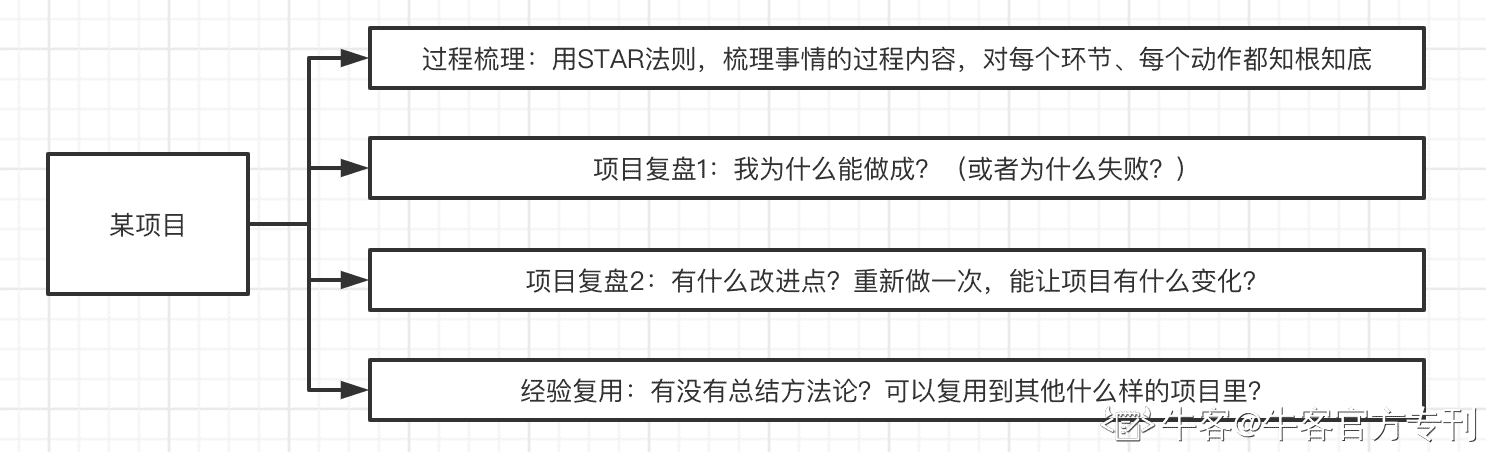 过程梳理：用STAR法则，梳理事情的过程内容，对每个环节、每个动作都知根知底
项目复盘1：我为什么能做成？（或者为什么失败？）
某项目
项目复盘2：有什么改进点？重新做一次，能让项目有什么变化？
经验复用：有没有总结方法论？可以复用到其他什么样的项目里？
牛客@牛客官方专刊